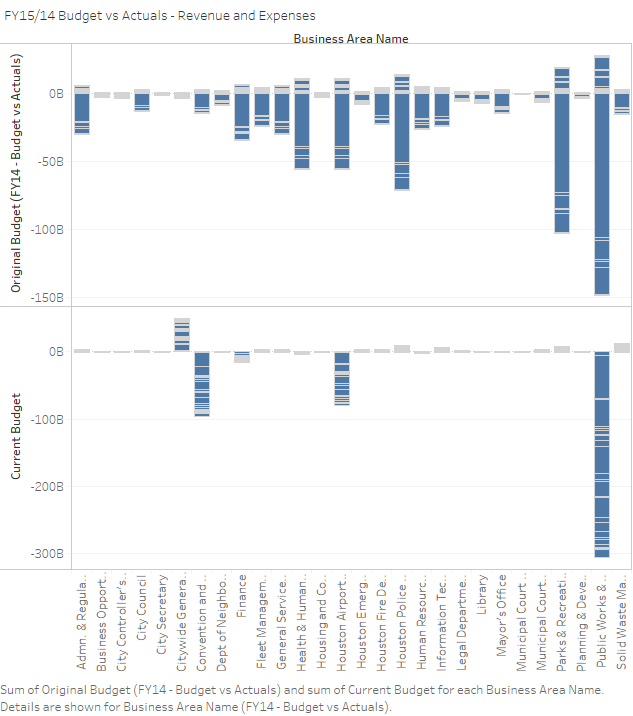 FY15/14 Budget vs Actuals - Revenue and Expenses
Business Area Name
Original Budget (FY14 - Budget vs Actuals)
0B
-50B
-100B
-150B
Current Budget
0B
-100B
-200B
-300B
Admn. & Regula..
Business Opport..
City Controller's..
City Council
City Secretary
Citywide Genera..
Convention and ..
Dept of Neighbo..
Finance
Fleet Managem..
General Service..
Health & Human..
Housing and Co..
Houston Airport..
Houston Emerg..
Houston Fire De..
Houston Police ..
Human Resourc..
Information Tec..
Legal Departme..
Library
Mayor's Office
Municipal Court ..
Municipal Court..
Parks & Recreati..
Planning & Deve..
Public Works & ..
Solid Waste Ma..
Sum of Original Budget (FY14 - Budget vs Actuals) and sum of Current Budget for each Business Area Name.
Details are shown for Business Area Name (FY14 - Budget vs Actuals).